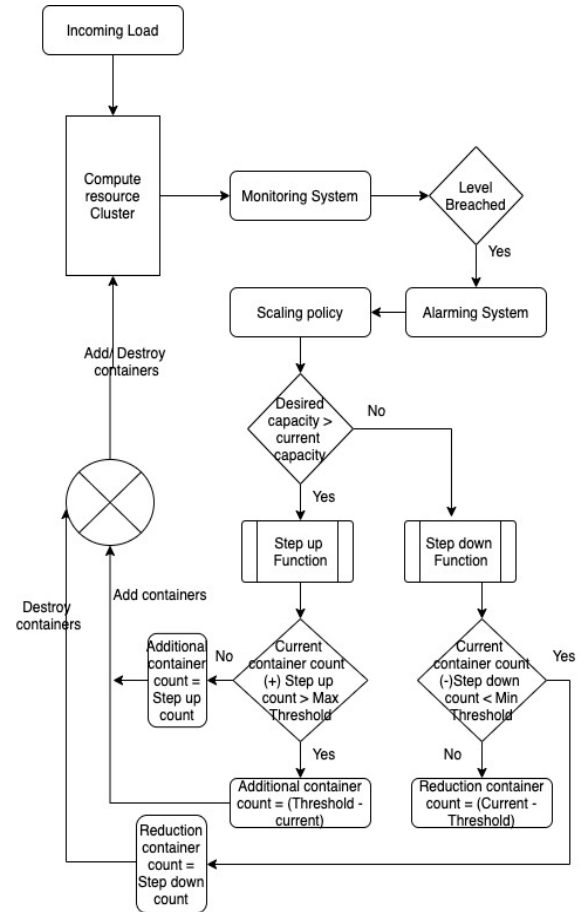 Incoming Load
Compute
resource
Cluster
Monitoring System
Level
Breached
Yes
Scaling policy
Alarming System
Add/ Destroy
containers
Desired
capacity >
current
capacity
No
Yes
Step up
Function
Step down
Function
Add containers
Destroy
containers
Additional
container
count =
Step up
count
No
Current
container count
(+) Step up
count > Max
Threshold
Current
container count
(-)Step down
count < Min
Threshold
Yes
Yes
No
Additional container
count = (Threshold -
current)
Reduction container
count = (Current -
Threshold)
Reduction
container
count =
Step down
count